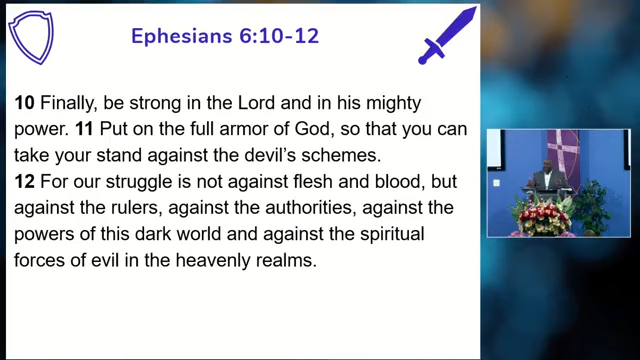 Ephesians 6:10-12
10 Finally, be strong in the Lord and in his mighty
power. 11 Put on the full armor of God, so that you can
take your stand against the devil’s schemes.
12 For our struggle is not against flesh and blood, but
against the rulers, against the authorities, against the
powers of this dark world and against the spiritual
forces of evil in the heavenly realms.